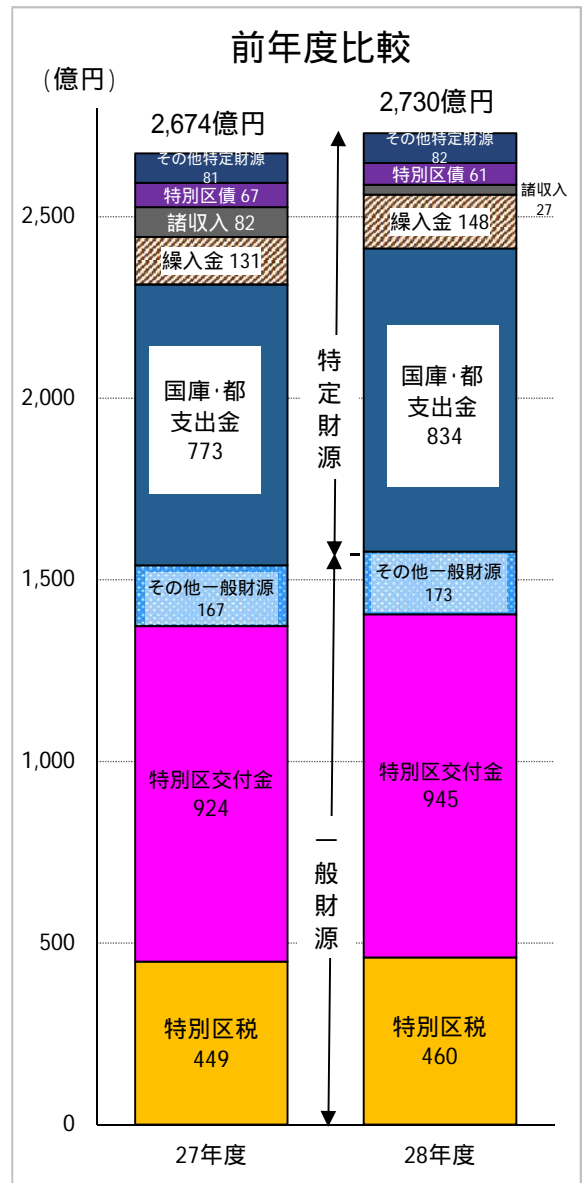 前年度比較
(億円)
2,674億円
2,730億円
2,500
2,000
1,500
1,000
500
0
その他特定財源
81
特別区債 67
諸収入 82
繰入金 131
国庫・都
支出金
773
その他一般財源
167
特別区交付金
924
特別区税
449
27年度
特定財源
一般財源
その他特定財源
82
特別区債 61
諸収入
27
繰入金 148
国庫・都
支出金
834
その他一般財源
173
特別区交付金
945
特別区税
460
28年度